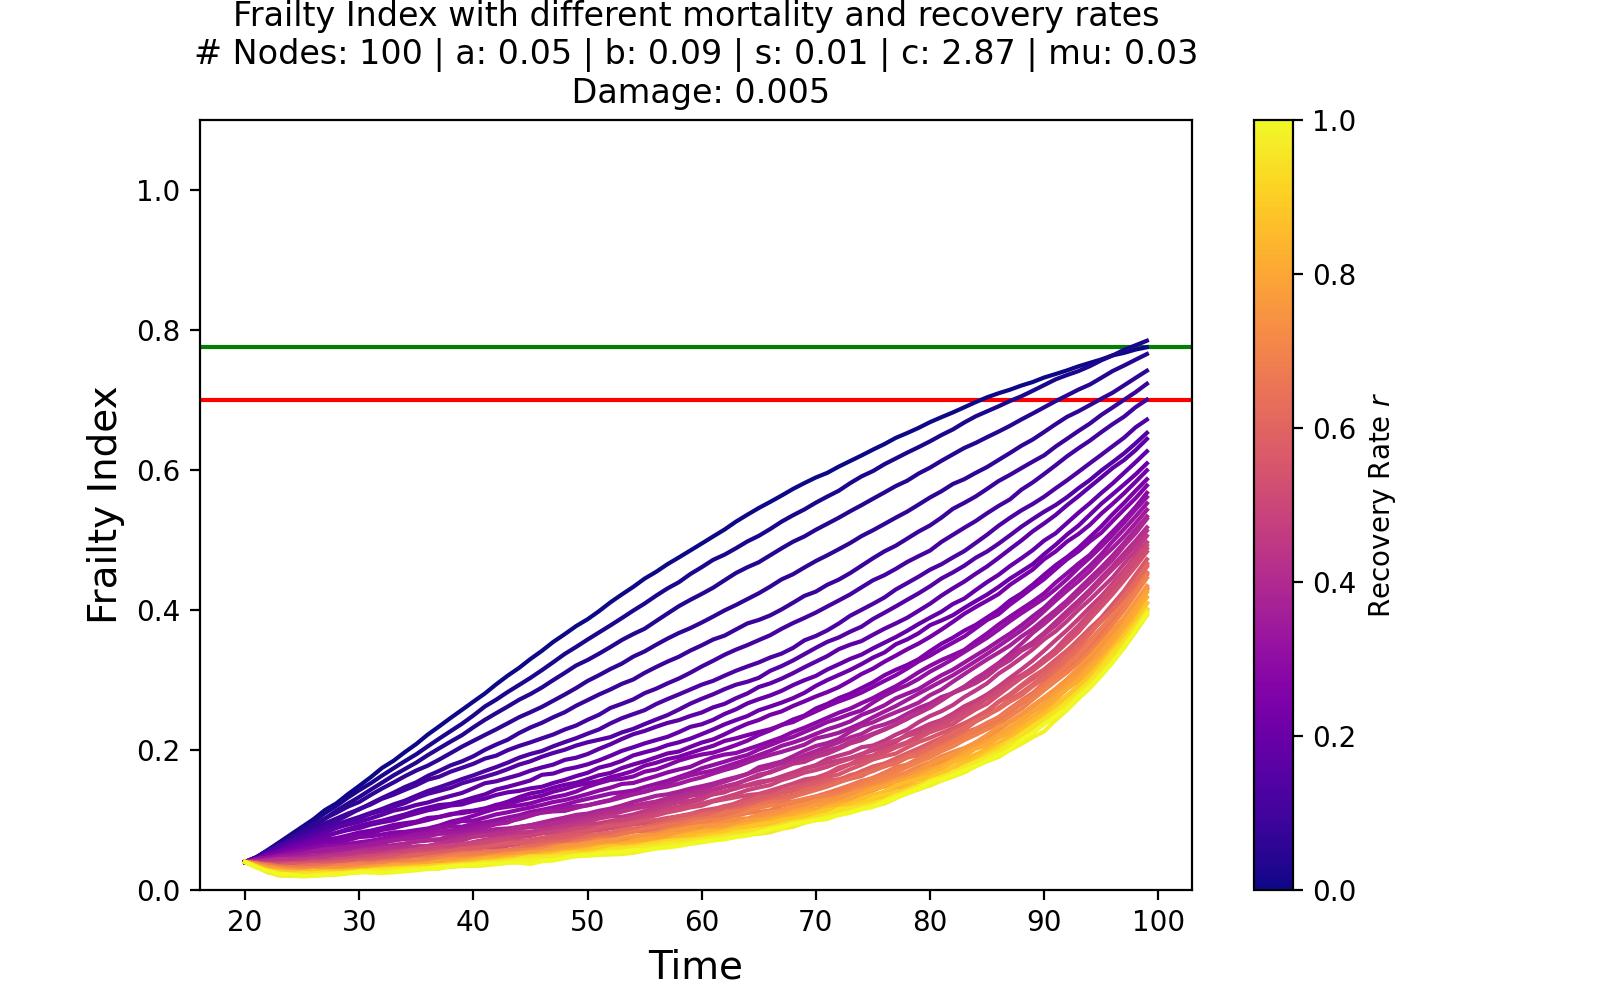 Frailty Index with different mortality and recovery rates
# Nodes: 100 | a: 0.05 | b: 0.09 | s: 0.01 | c: 2.87 | mu: 0.03
Damage: 0.005
Frailty Index
1.0
0.8
0.6
0.4
0.2
0.0
20 30 40 50 60 70 80 90 100
Time
1.0
0.8
0.6
0.4
0.2
0.0
Recovery Rate r